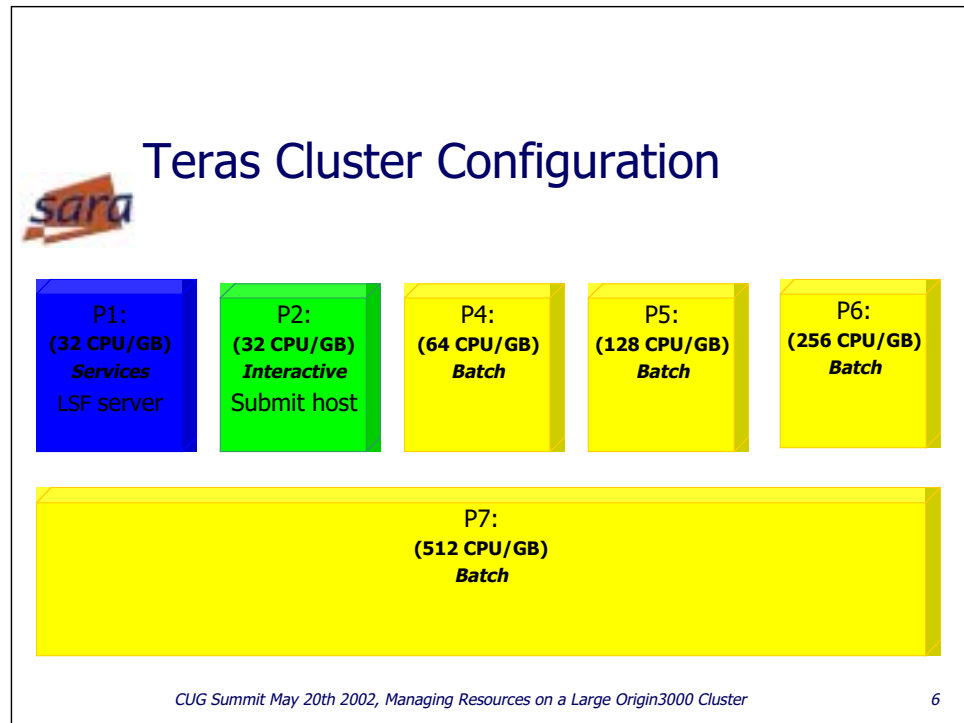 Teras Cluster Configuration
sara
P1:
(32 CPU/GB)
Services
LSF server
P2:
(32 CPU/GB)
Interactive
Submit host
P4:
(64 CPU/GB)
Batch
P5:
(128 CPU/GB)
Batch
P6:
(256 CPU/GB)
Batch
P7:
(512 CPU/GB)
Batch
CUG Summit May 20th 2002, Managing Resources on a Large Origin3000 Cluster
6